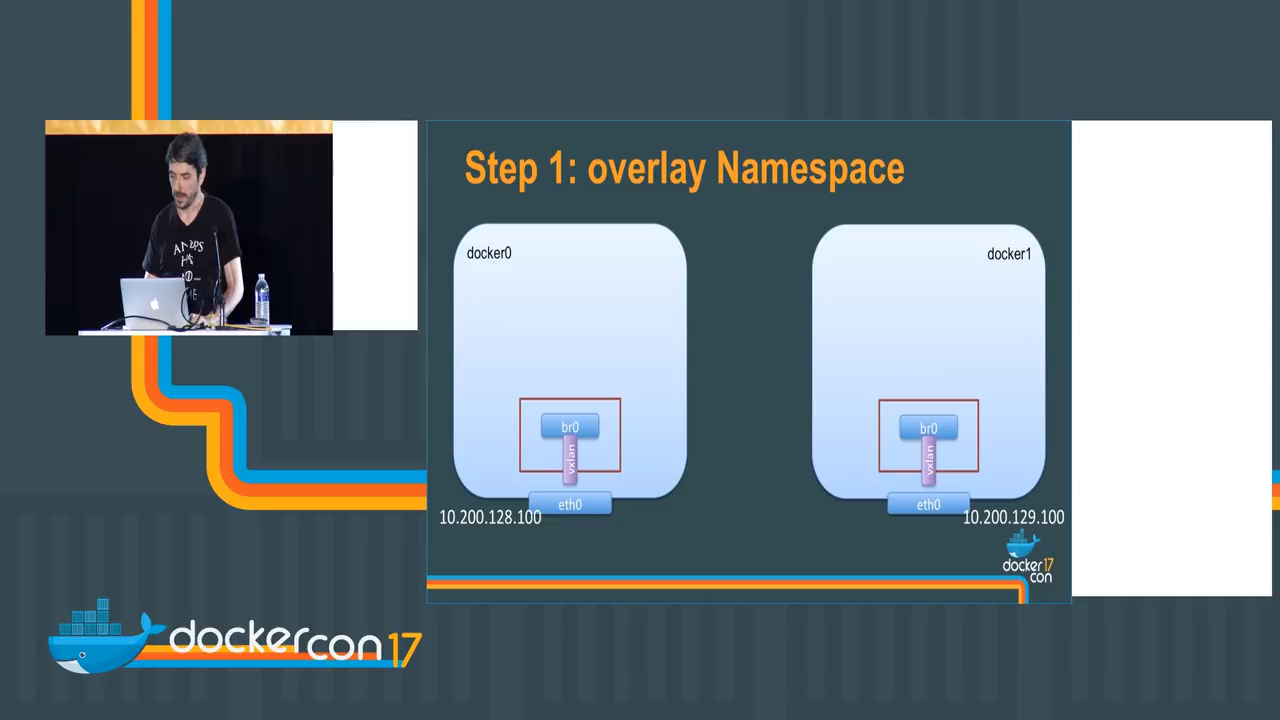 Step 1: overlay Namespace
docker0
docker1
br0
vxlan
eth0
10.200.128.100
br0
vxlan
eth0
10.200.129.100
docker 17
con
dockercon 17